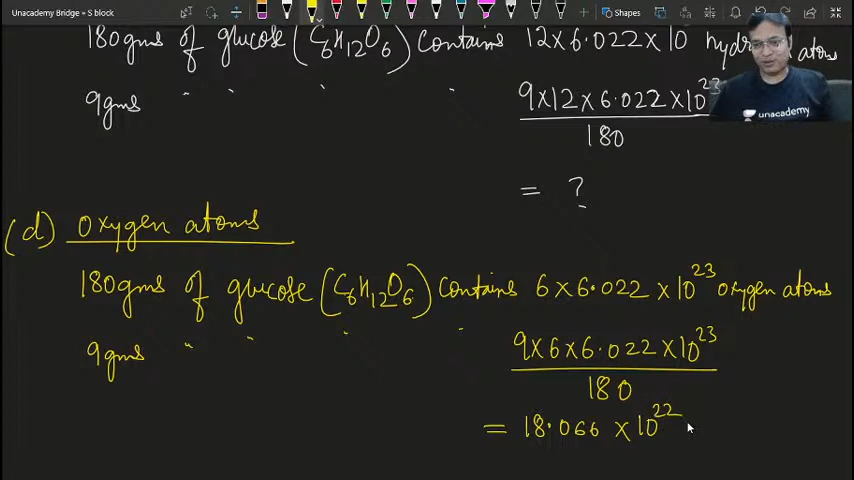 Unacademy Bridge + S block
Shapes
180gms of glucose (C6H12O6) contains 12×6.022×10 hydro atoms
9gms " " " " 9×12×6.022×10^23
180
= ?
unacademy
(d) oxygen atoms
180gms of glucose (C6H12O6) contains 6×6.022×10^23 oxygen atoms
9gms " " " " 9×6×6.022×10^23
180
= 18.066×10^22